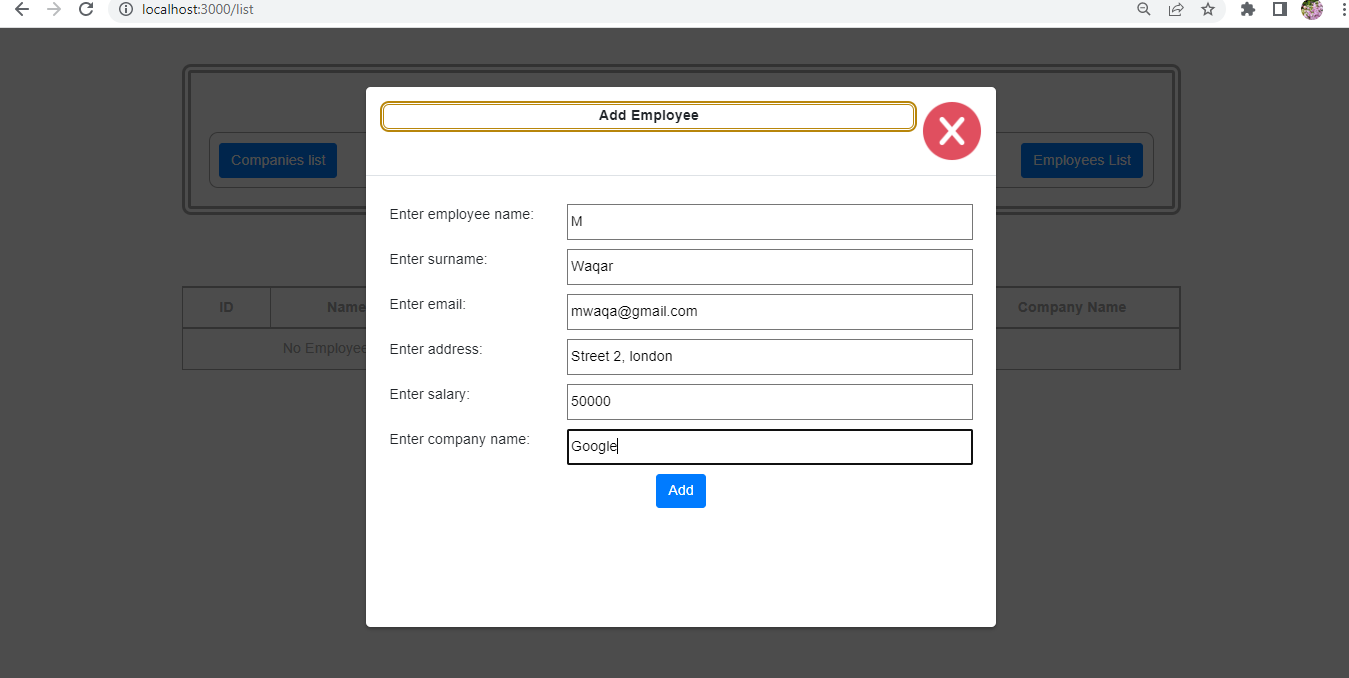 localhost:3000/list
Add Employee
Companies list
Employees List
Enter employee name: M
Enter surname: Waqar
Enter email: mwaqa@gmail.com
Enter address: Street 2, london
Enter salary: 50000
Enter company name: Google
Add
ID Name Company Name
No Employee